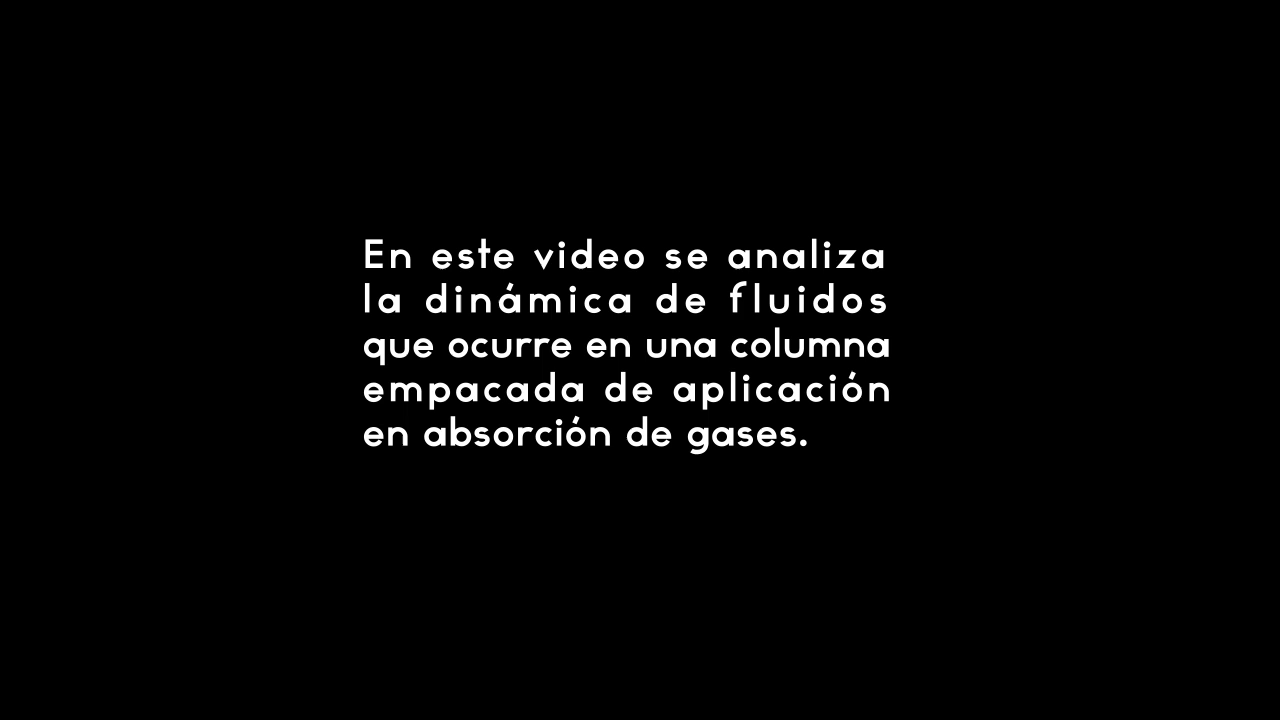 En este video se analiza
la dinámica de fluidos
que ocurre en una columna
empacada de aplicación
en absorción de gases.